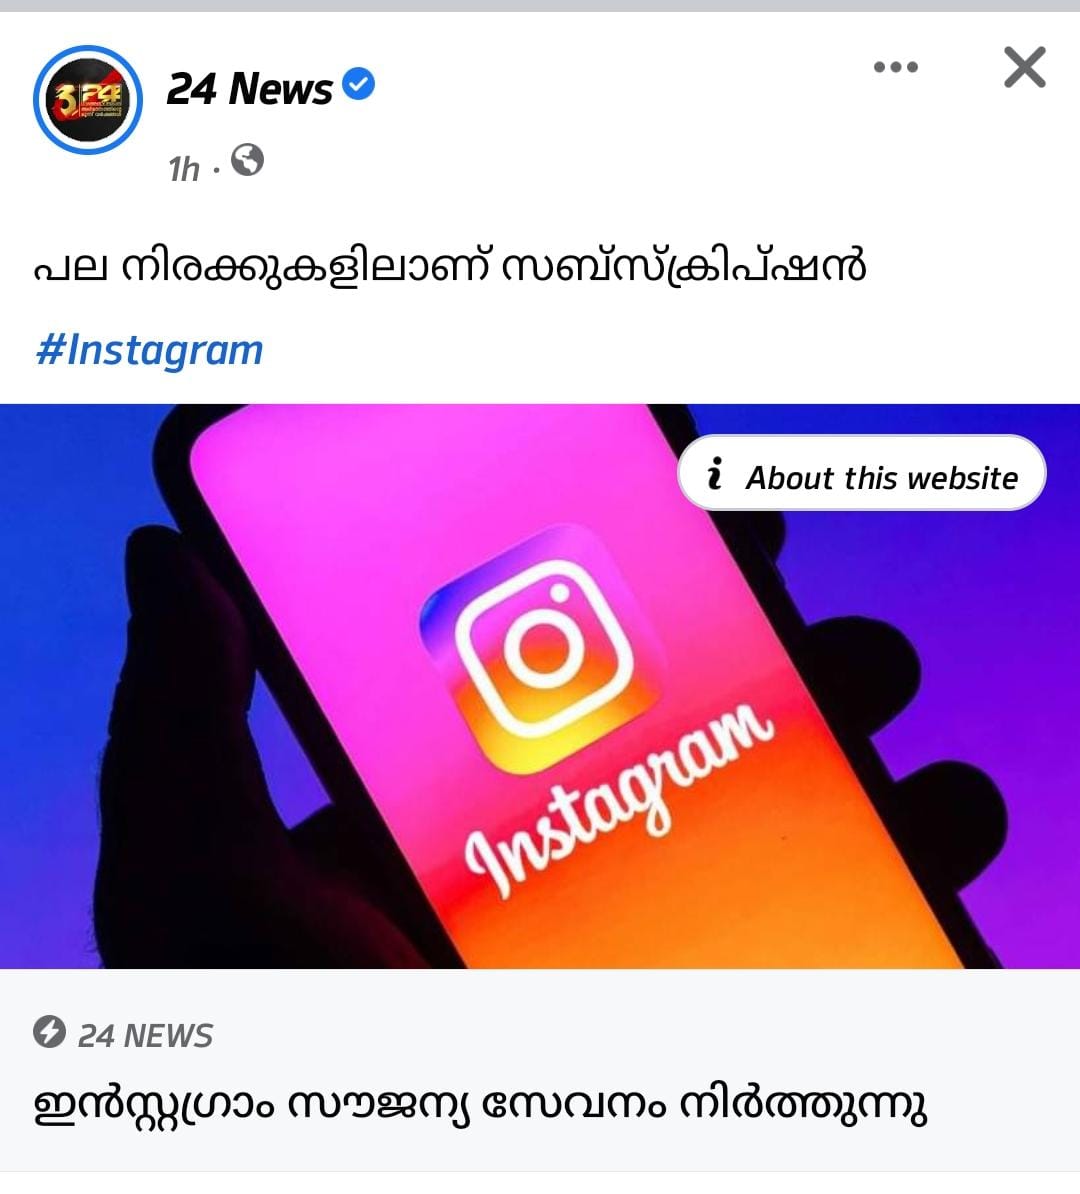 24 News
1h ·
പല നിരക്കുകളിലാണ് സബ്സ്ക്രിപ്ഷൻ
#Instagram
i About this website
Instagram
24 NEWS
ഇൻസ്റ്റഗ്രാം സൗജന്യ സേവനം നിർത്തുന്നു